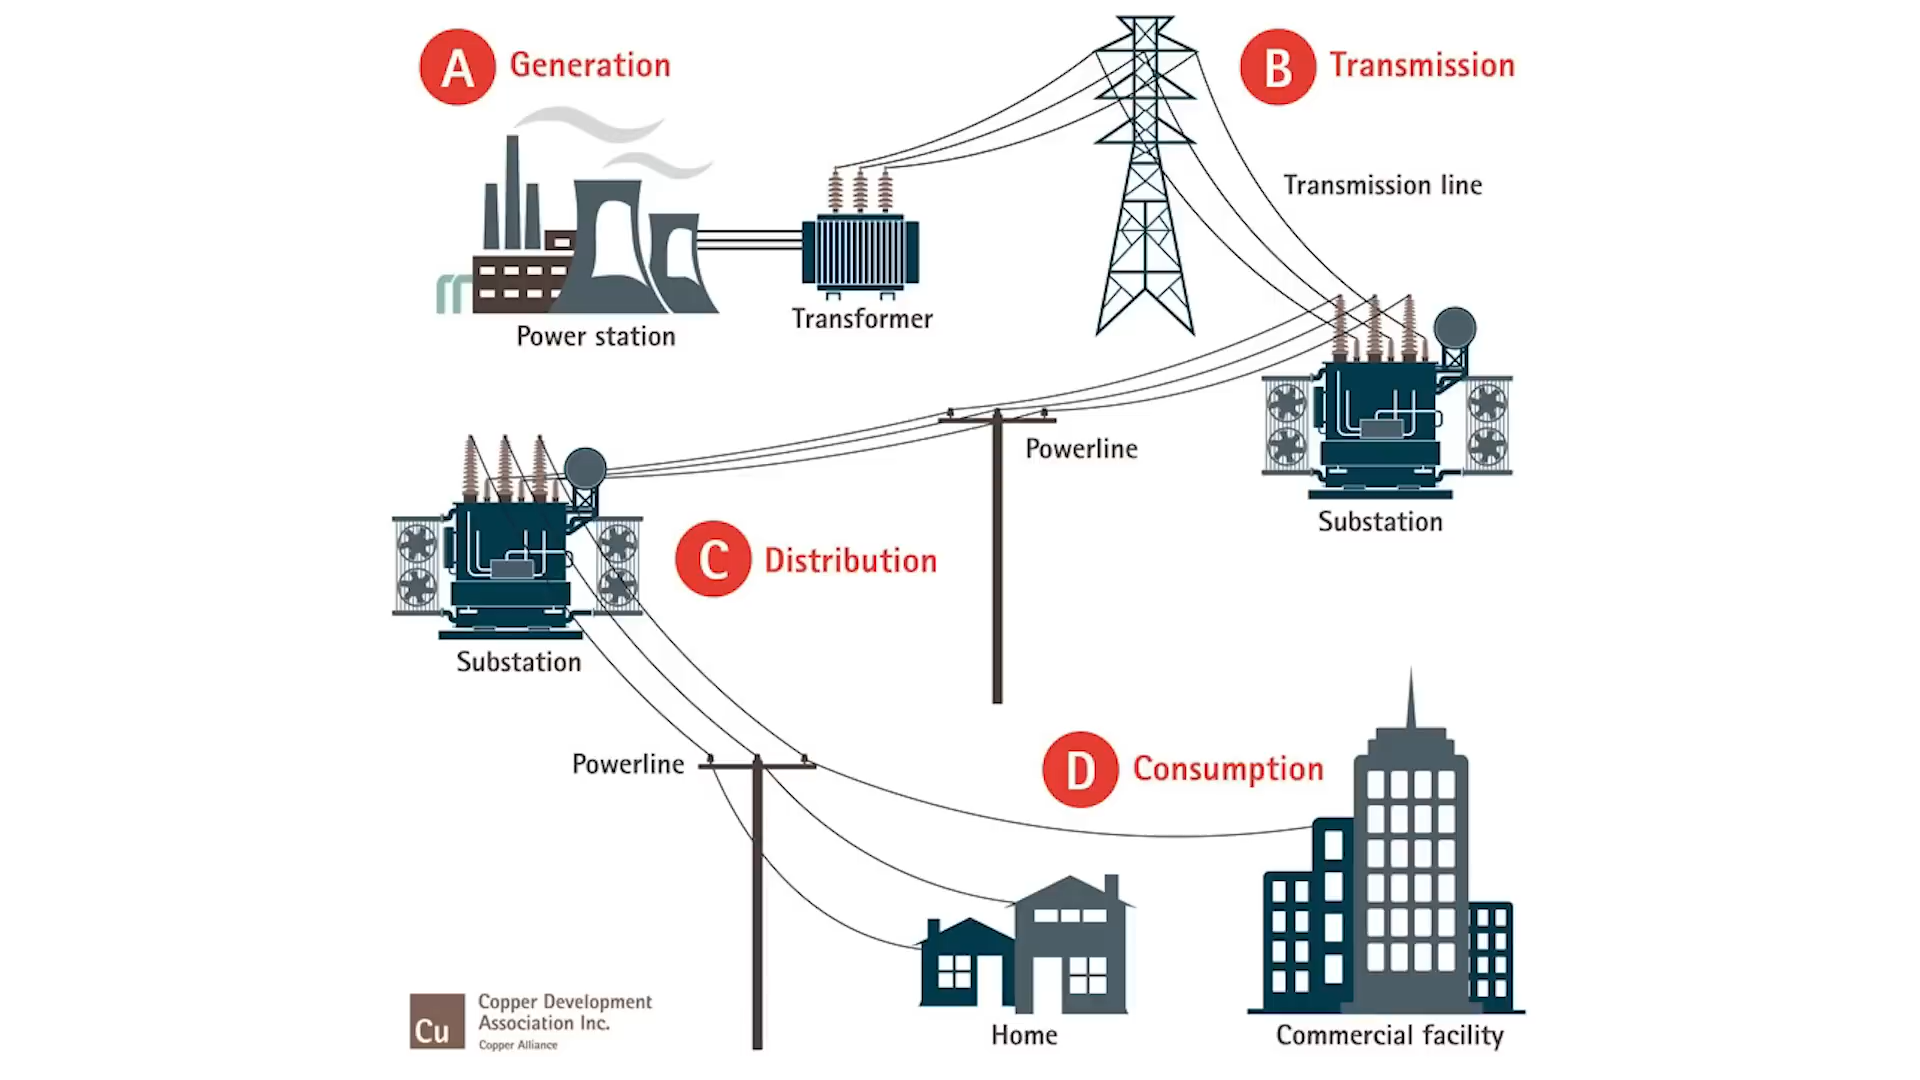 A Generation
B Transmission
Transmission line
Transformer
Power station
Powerline
Substation
C Distribution
Substation
Powerline
D Consumption
Cu
Copper Development
Association Inc.
Copper Alliance
Home
Commercial facility